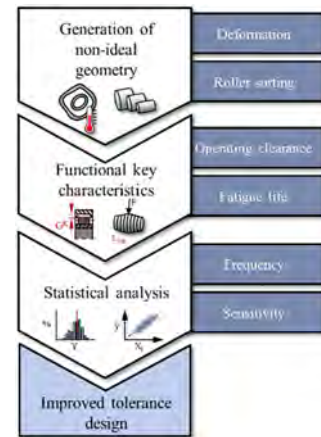 Generation of
non-ideal
geometry
Deformation
Roller sorting
Functional key
characteristics
Operating clearance
Fatigue life
Statistical analysis
Frequency
Sensitivity
Improved tolerance
design